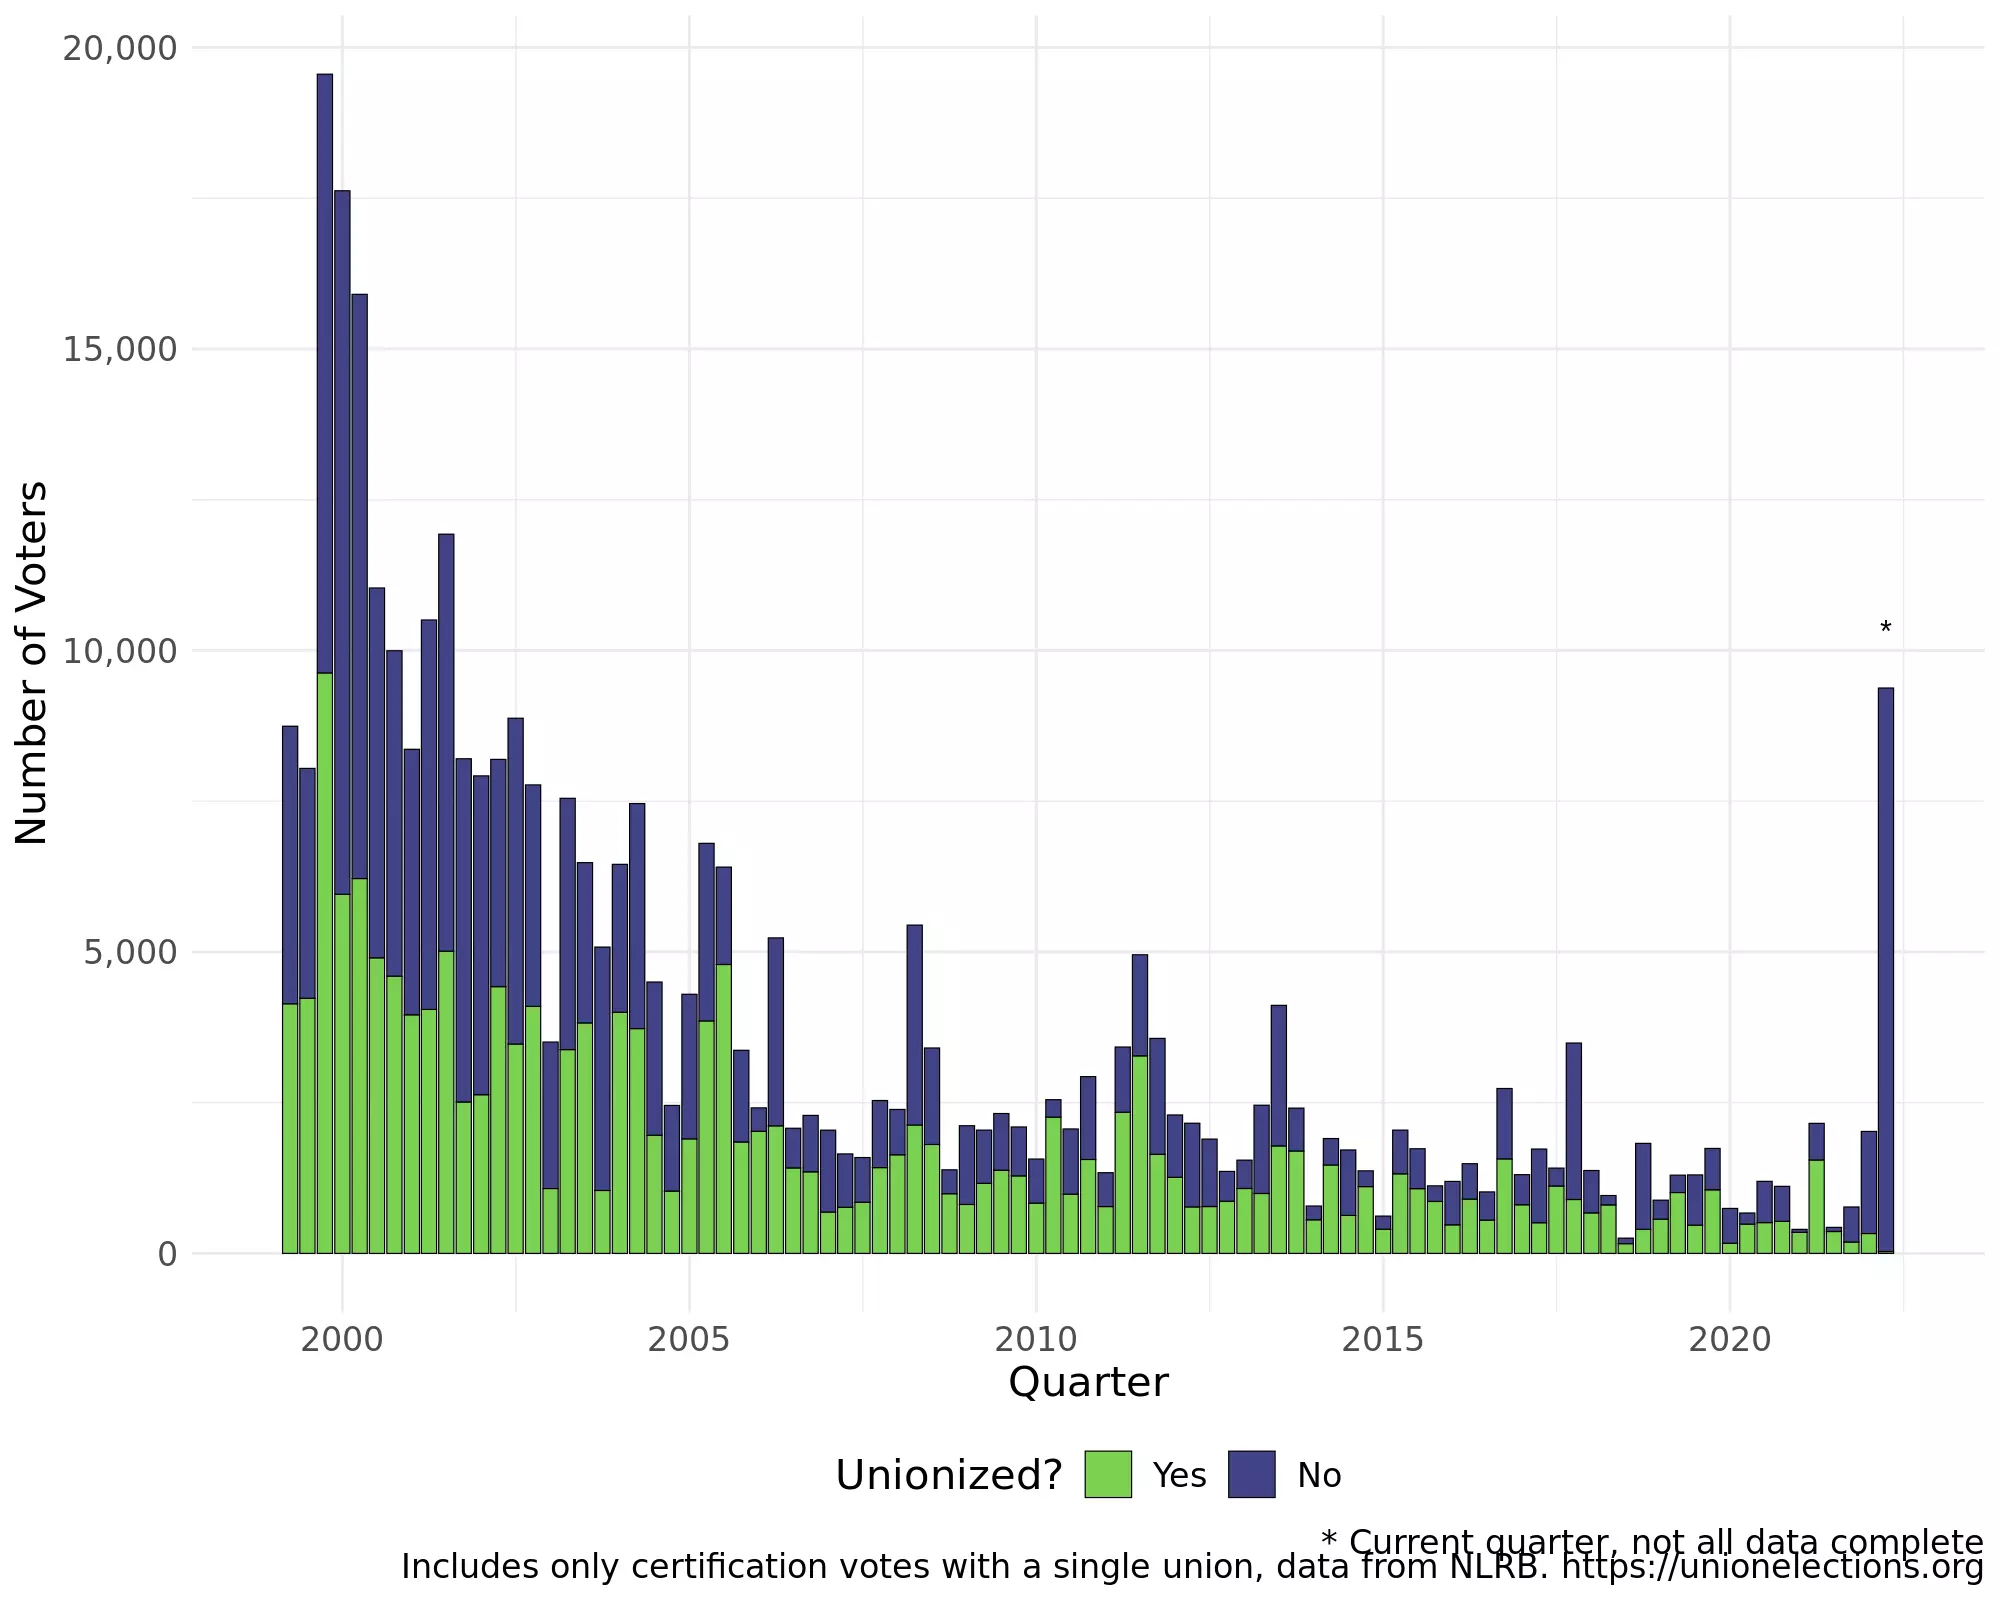 20,000
15,000
10,000
5,000
0
Number of Voters
*
2000 2005 2010 2015 2020
Quarter
Unionized? Yes No
* Current quarter, not all data complete
Includes only certification votes with a single union, data from NLRB. https://unionelections.org